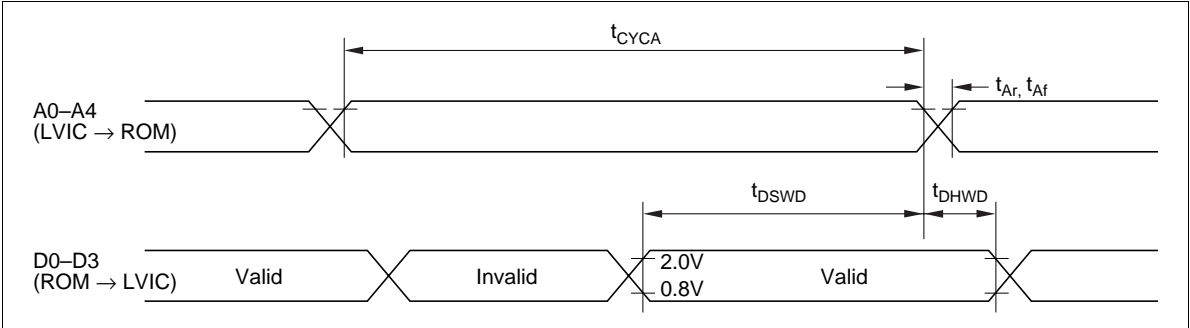 tCYCA
tAr, tAf
A0–A4
(LVIC → ROM)
tDSWD
tDHWD
D0–D3
(ROM → LVIC)
Valid
Invalid
2.0V
0.8V
Valid